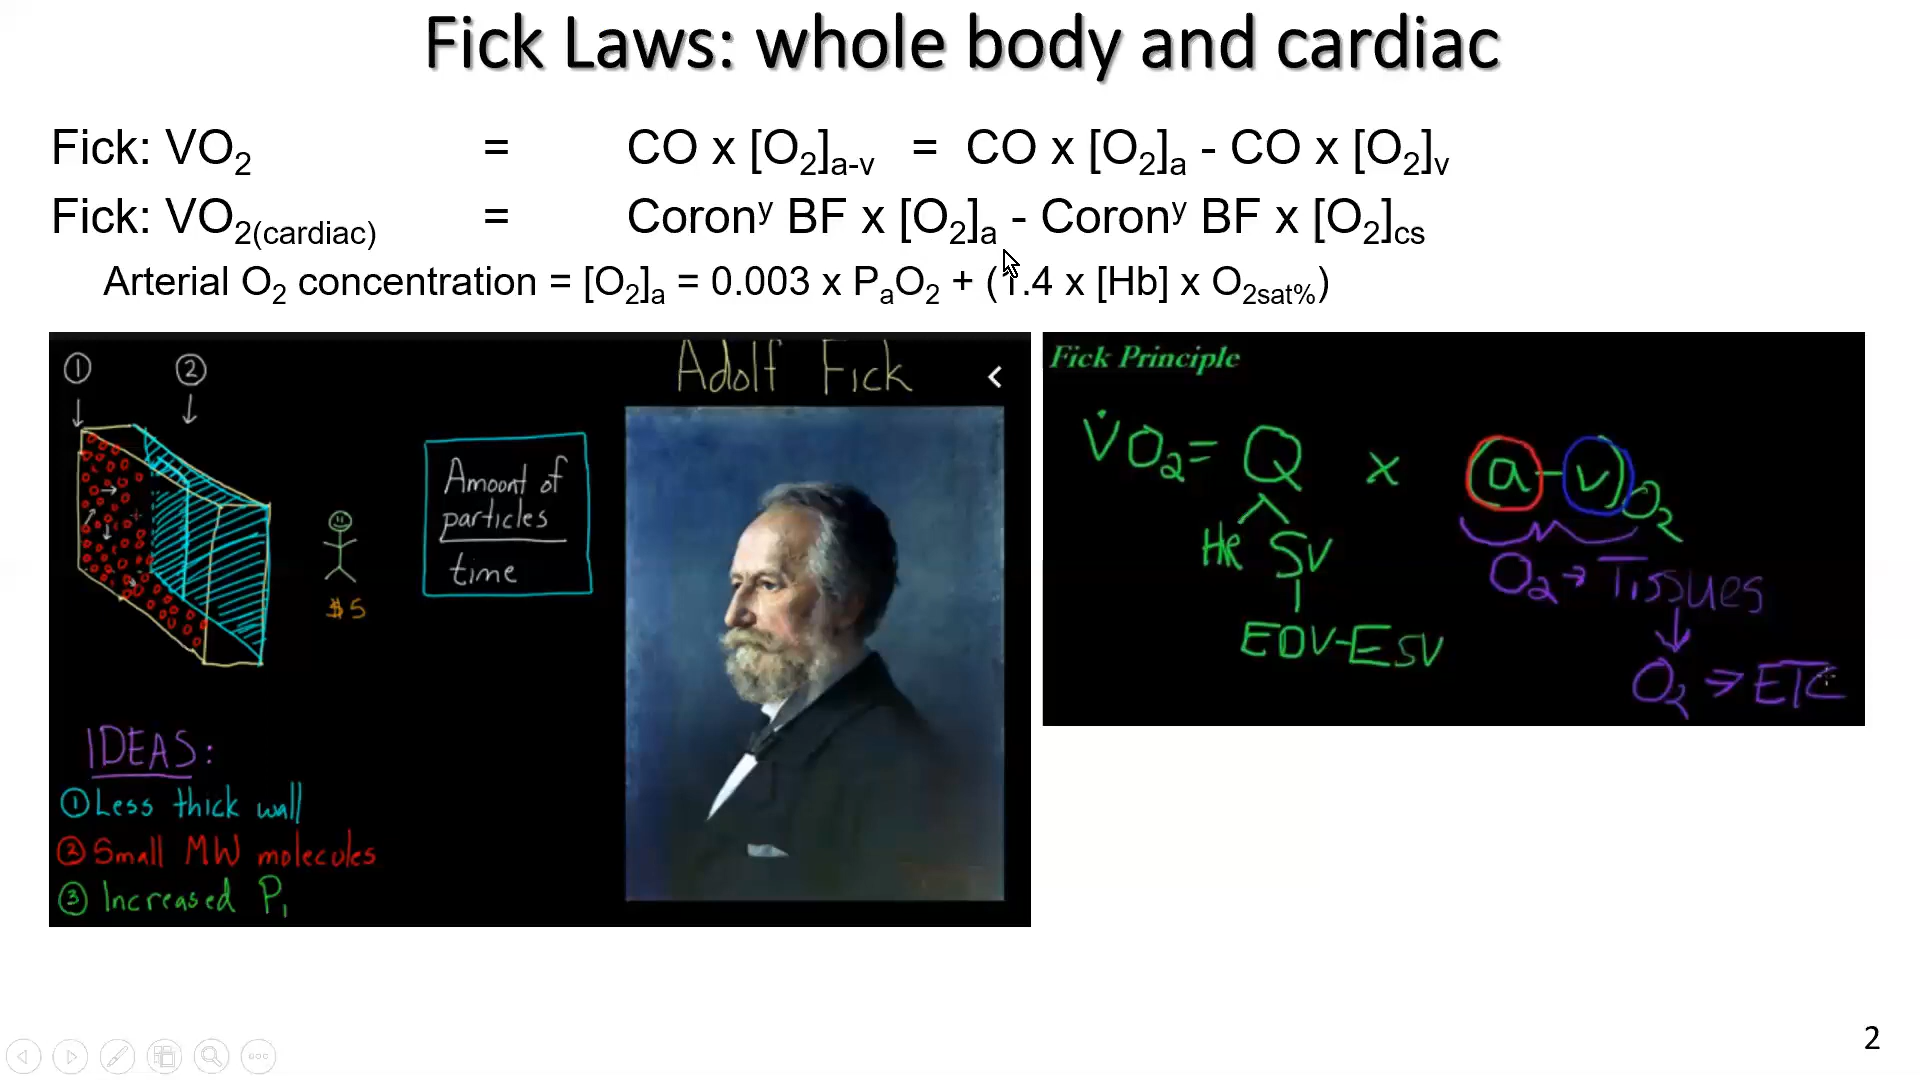 Fick Laws: whole body and cardiac
Fick: VO2 = CO x [O2]a-v = CO x [O2]a - CO x [O2]v
Fick: VO2(cardiac) = Coronʸ BF x [O2]a - Coronʸ BF x [O2]cs
Arterial O2 concentration = [O2]a = 0.003 x PaO2 + (1.4 x [Hb] x O2sat%)
① ②
Adolf Fick
Amount of
particles
time
$5
IDEAS:
① Less thick wall
② Small MW molecules
③ Increased P1
Fick Principle
V̇O2 = Q x (a-v)O2
HR SV
EDV-ESV
O2 → Tissues
O2 → ETC
2